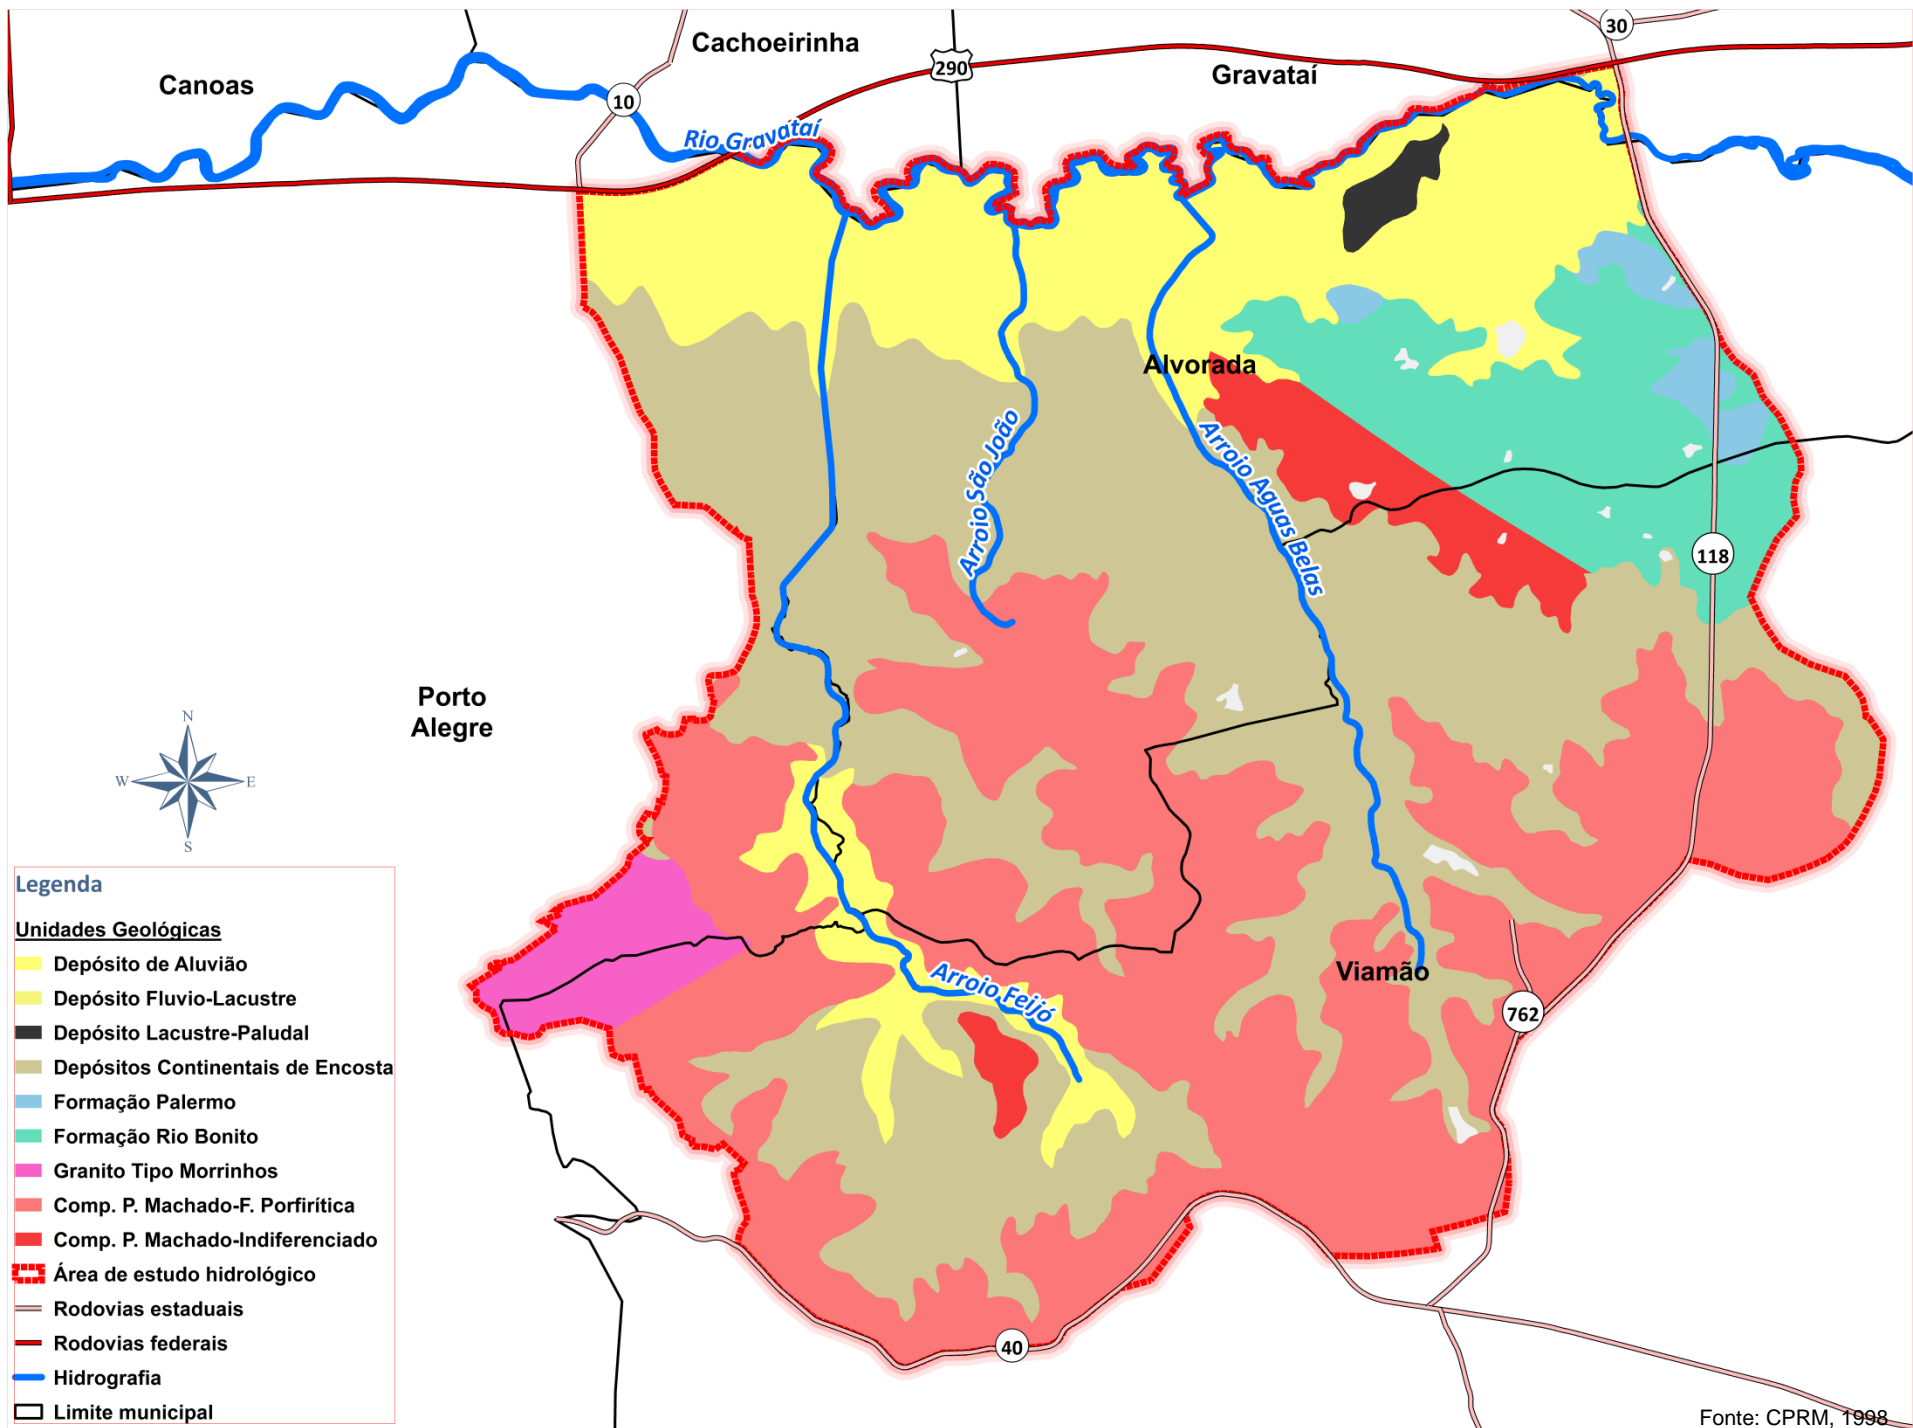 30
Cachoeirinha
290
Gravataí
Canoas
10
Rio Gravataí
Alvorada
Arroio São João
Arroio Aguas Belas
118
Porto
Alegre
N
W
E
S
Legenda
Unidades Geológicas
Depósito de Aluvião
Depósito Fluvio-Lacustre
Depósito Lacustre-Paludal
Depósitos Continentais de Encosta
Formação Palermo
Formação Rio Bonito
Granito Tipo Morrinhos
Comp. P. Machado-F. Porfirítica
Comp. P. Machado-Indiferenciado
Área de estudo hidrológico
Rodovias estaduais
Rodovias federais
Hidrografia
Limite municipal
Viamão
Arroio Feijó
762
40
Fonte: CPRM, 1998